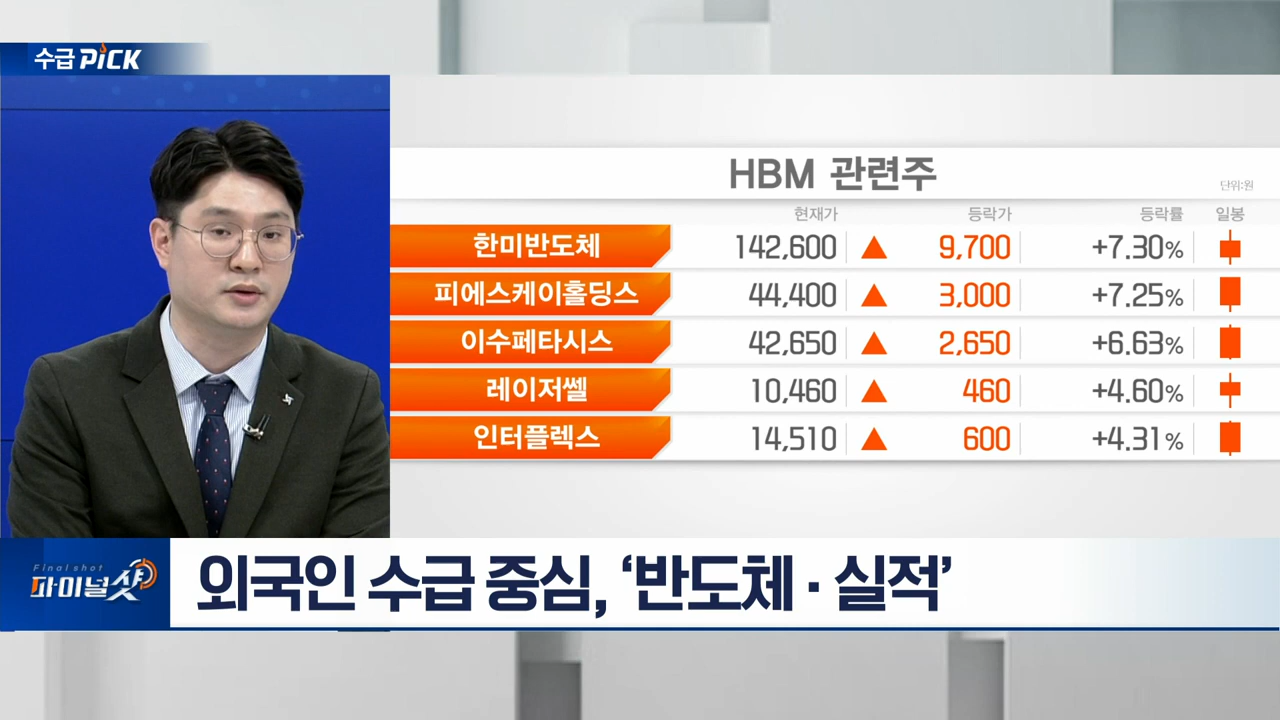 수급 PiCK
HBM 관련주
단위:원
현재가 등락가 등락률 일봉
한미반도체 142,600 ▲ 9,700 +7.30%
피에스케이홀딩스 44,400 ▲ 3,000 +7.25%
이수페타시스 42,650 ▲ 2,650 +6.63%
레이저쎌 10,460 ▲ 460 +4.60%
인터플렉스 14,510 ▲ 600 +4.31%
Final shot
파이널샷
외국인 수급 중심, ‘반도체 · 실적’